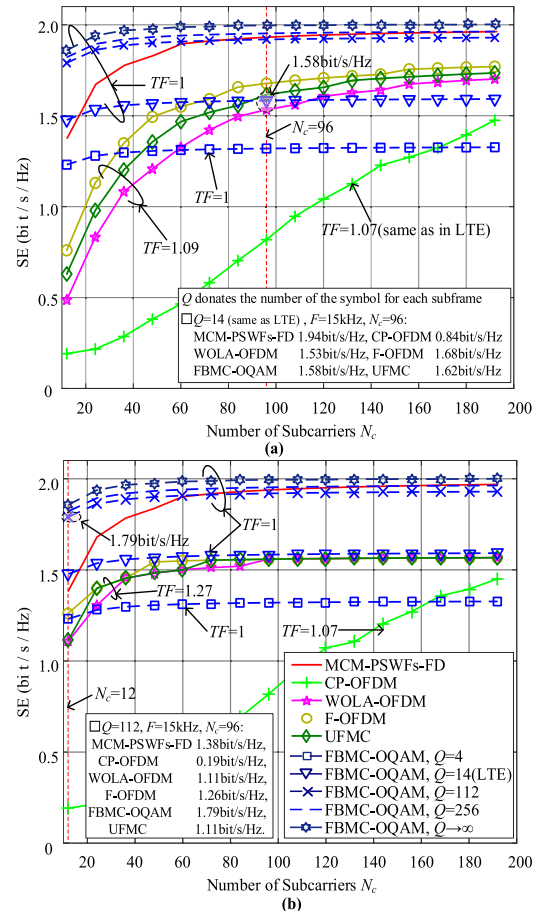 2.0
1.5
1.0
0.5
0.0
SE (bi t / s / Hz)
TF=1
1.58bit/s/Hz
Nc=96
TF=1
TF=1.09
TF=1.07(same as in LTE)
Q donates the number of the symbol for each subframe
□Q=14 (same as LTE) , F=15kHz, Nc=96:
MCM-PSWFs-FD 1.94bit/s/Hz, CP-OFDM 0.84bit/s/Hz
WOLA-OFDM 1.53bit/s/Hz, F-OFDM 1.68bit/s/Hz
FBMC-OQAM 1.58bit/s/Hz, UFMC 1.62bit/s/Hz
20 40 60 80 100 120 140 160 180 200
Number of Subcarriers Nc
(a)
2.0
1.5
1.0
0.5
0.0
SE (bi t / s / Hz)
1.79bit/s/Hz
TF=1
TF=1.27
TF=1
TF=1.07
Nc=12
□Q=112, F=15kHz, Nc=96:
MCM-PSWFs-FD 1.38bit/s/Hz,
CP-OFDM 0.19bit/s/Hz,
WOLA-OFDM 1.11bit/s/Hz,
F-OFDM 1.26bit/s/Hz,
FBMC-OQAM 1.79bit/s/Hz,
UFMC 1.11bit/s/Hz.
MCM-PSWFs-FD
CP-OFDM
WOLA-OFDM
F-OFDM
UFMC
FBMC-OQAM, Q=4
FBMC-OQAM, Q=14(LTE)
FBMC-OQAM, Q=112
FBMC-OQAM, Q=256
FBMC-OQAM, Q→∞
20 40 60 80 100 120 140 160 180 200
Number of Subcarriers Nc
(b)